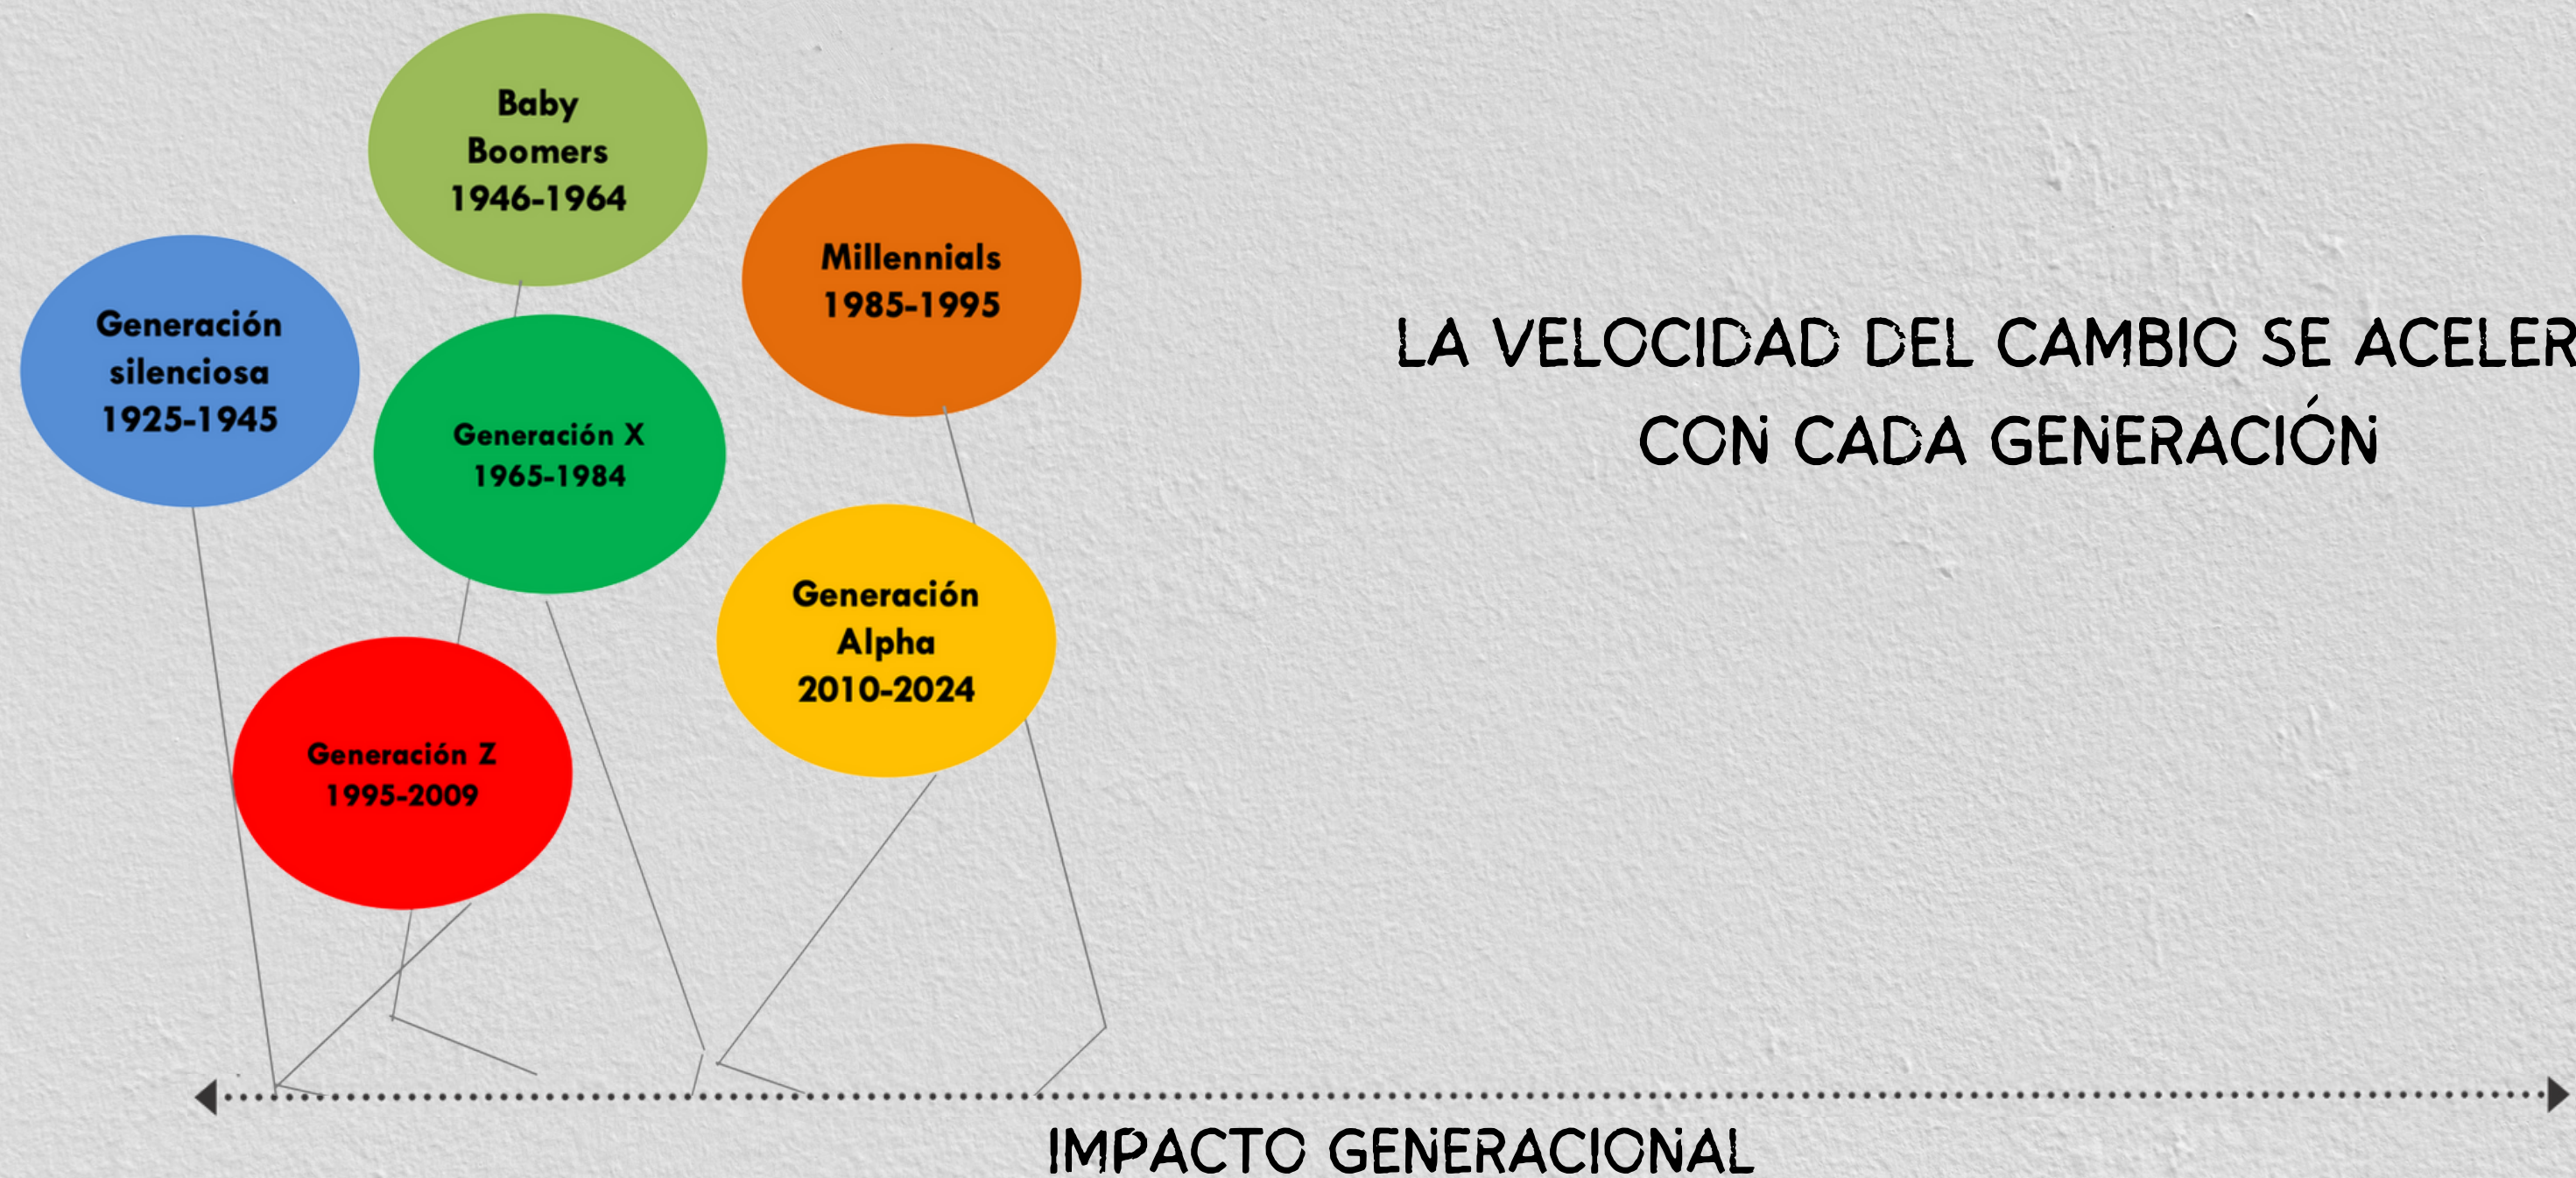 Baby
Boomers
1946-1964
Millennials
1985-1995
Generación
silenciosa
1925-1945
Generación X
1965-1984
Generación
Alpha
2010-2024
Generación Z
1995-2009
LA VELOCIDAD DEL CAMBIO SE ACELER
CON CADA GENERACIÓN
IMPACTO GENERACIONAL